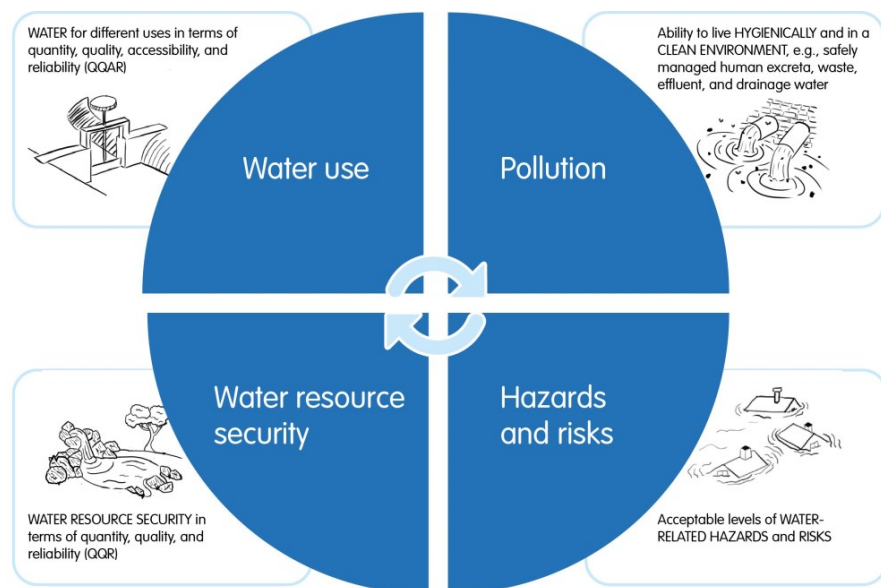 WATER for different uses in terms of
quantity, quality, accessibility, and
reliability (QQAR)
Water use
Ability to live HYGIENICALLY and in a
CLEAN ENVIRONMENT, e.g., safely
managed human excreta, waste,
effluent, and drainage water
Pollution
Water resource
security
WATER RESOURCE SECURITY in
terms of quantity, quality, and
reliability (QQR)
Hazards
and risks
Acceptable levels of WATER-
RELATED HAZARDS and RISKS